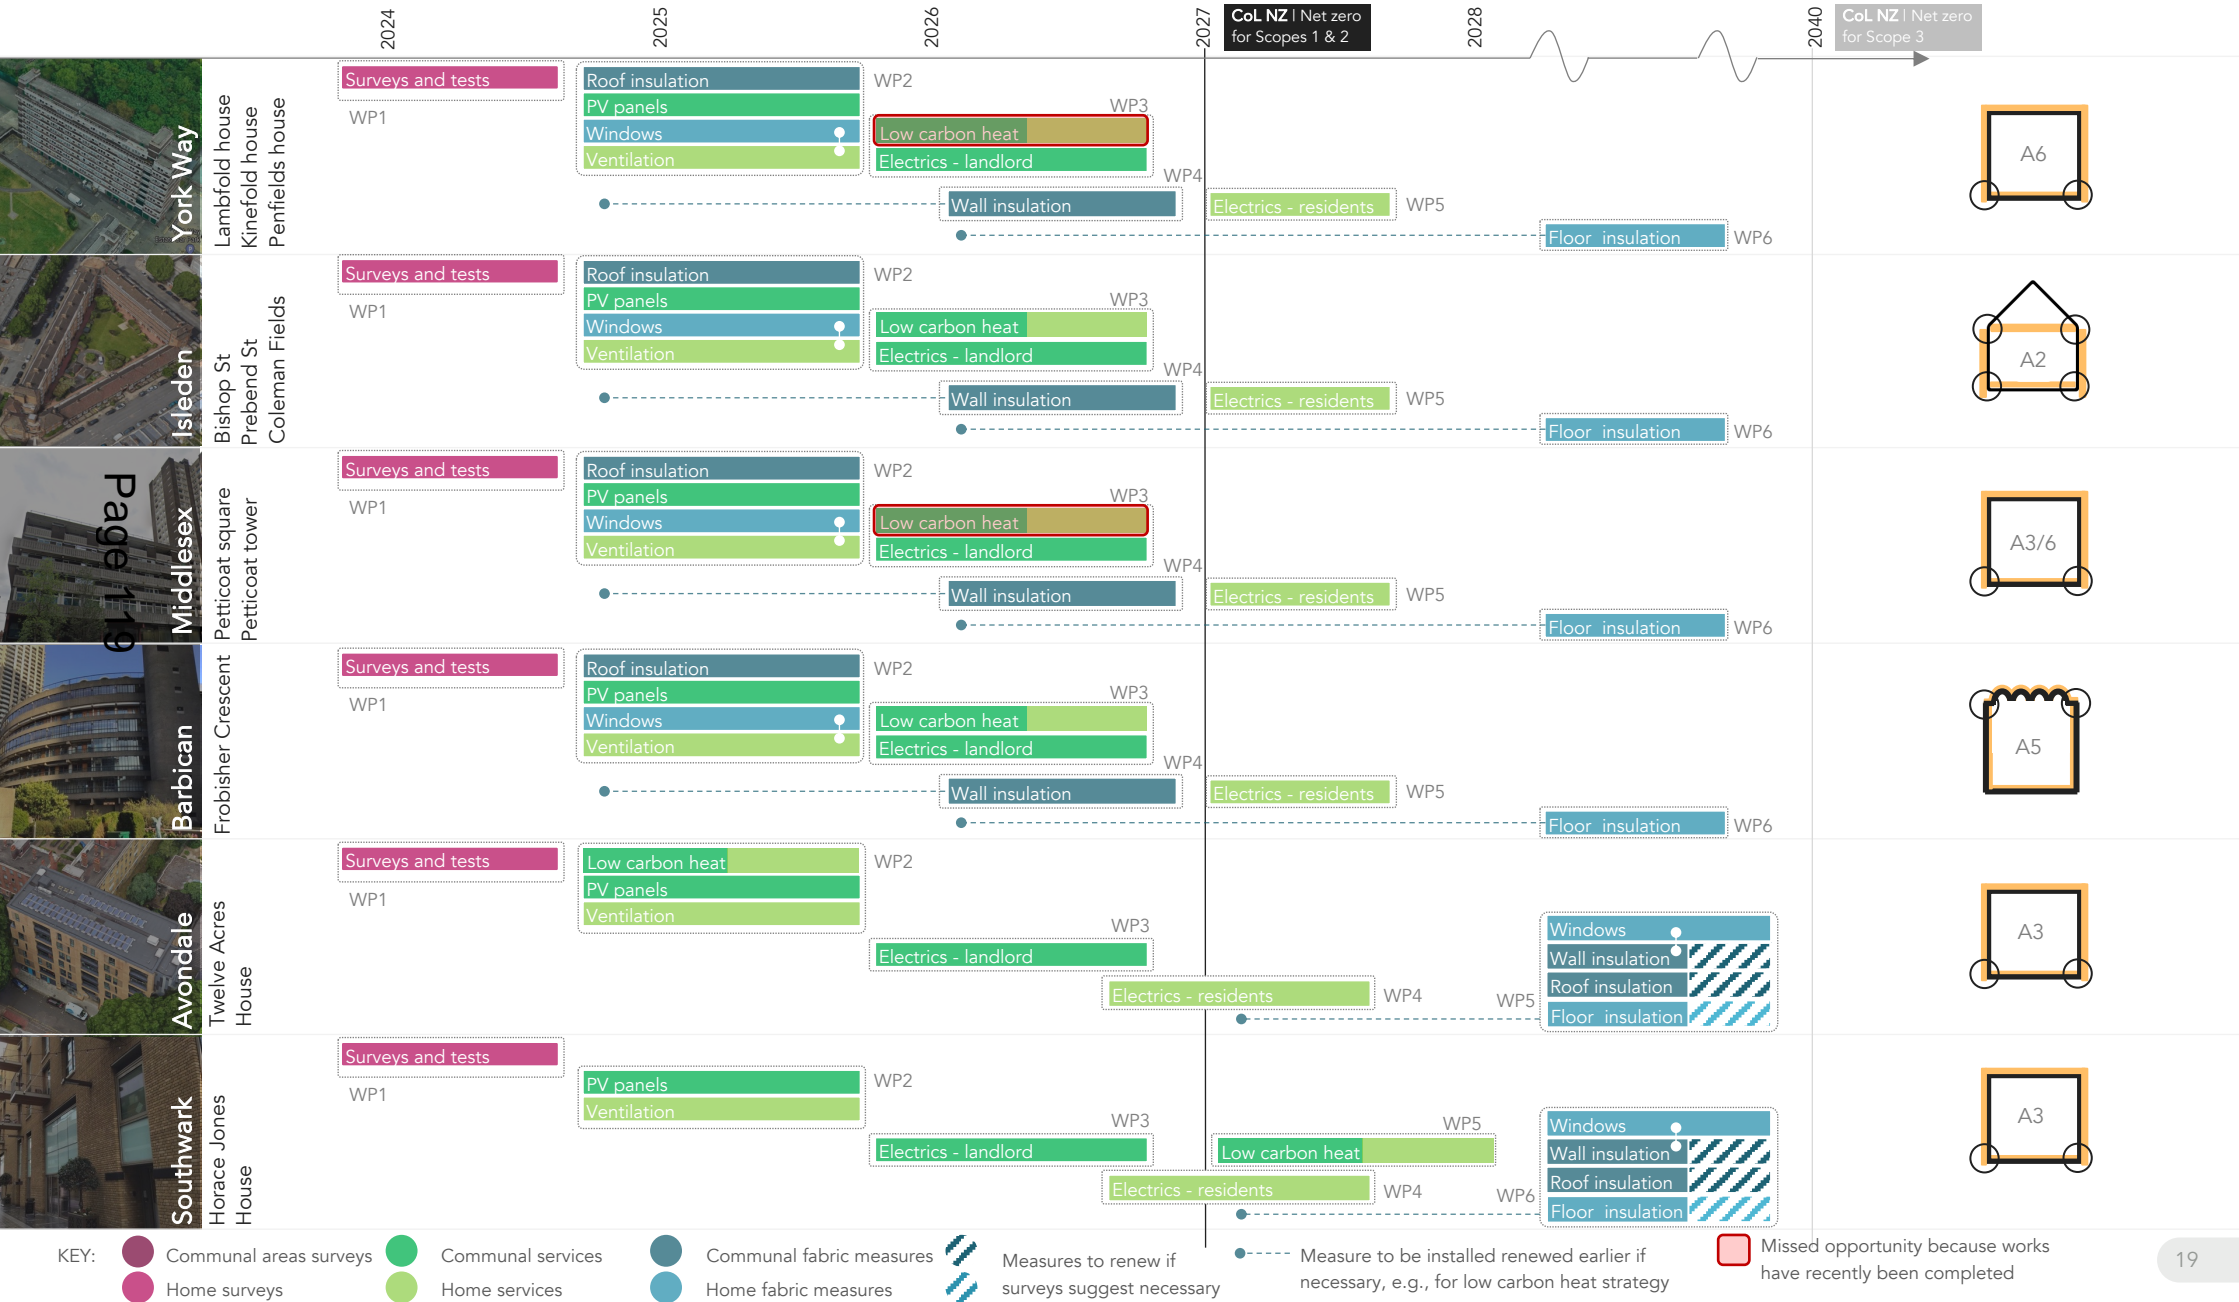 2024
2025
2026
2027
CoL NZ | Net zero
for Scopes 1 & 2
2028
2040
CoL NZ | Net zero
for Scope 3
York Way
Lambfold house
Kinefold house
Penfields house
Surveys and tests
WP1
Roof insulation
PV panels
Windows
Ventilation
WP2
WP3
Low carbon heat
Electrics - landlord
WP4
Wall insulation
Electrics - residents
WP5
Floor insulation
WP6
A6
Isleden
Bishop St
Prebend St
Coleman Fields
Surveys and tests
WP1
Roof insulation
PV panels
Windows
Ventilation
WP2
WP3
Low carbon heat
Electrics - landlord
WP4
Wall insulation
Electrics - residents
WP5
Floor insulation
WP6
A2
Page 119
Middlesex
Petticoat square
Petticoat tower
Surveys and tests
WP1
Roof insulation
PV panels
Windows
Ventilation
WP2
WP3
Low carbon heat
Electrics - landlord
WP4
Wall insulation
Electrics - residents
WP5
Floor insulation
WP6
A3/6
Barbican
Frobisher Crescent
Surveys and tests
WP1
Roof insulation
PV panels
Windows
Ventilation
WP2
WP3
Low carbon heat
Electrics - landlord
WP4
Wall insulation
Electrics - residents
WP5
Floor insulation
WP6
A5
Avondale
Twelve Acres
House
Surveys and tests
WP1
Low carbon heat
PV panels
Ventilation
WP2
WP3
Electrics - landlord
Electrics - residents
WP4
WP5
Windows
Wall insulation
Roof insulation
Floor insulation
A3
Southwark
Horace Jones
House
Surveys and tests
WP1
PV panels
Ventilation
WP2
WP3
Electrics - landlord
WP5
Low carbon heat
Electrics - residents
WP4
WP6
Windows
Wall insulation
Roof insulation
Floor insulation
A3
KEY:
Communal areas surveys
Home surveys
Communal services
Home services
Communal fabric measures
Home fabric measures
Measures to renew if
surveys suggest necessary
Measure to be installed renewed earlier if
necessary, e.g., for low carbon heat strategy
Missed opportunity because works
have recently been completed
19